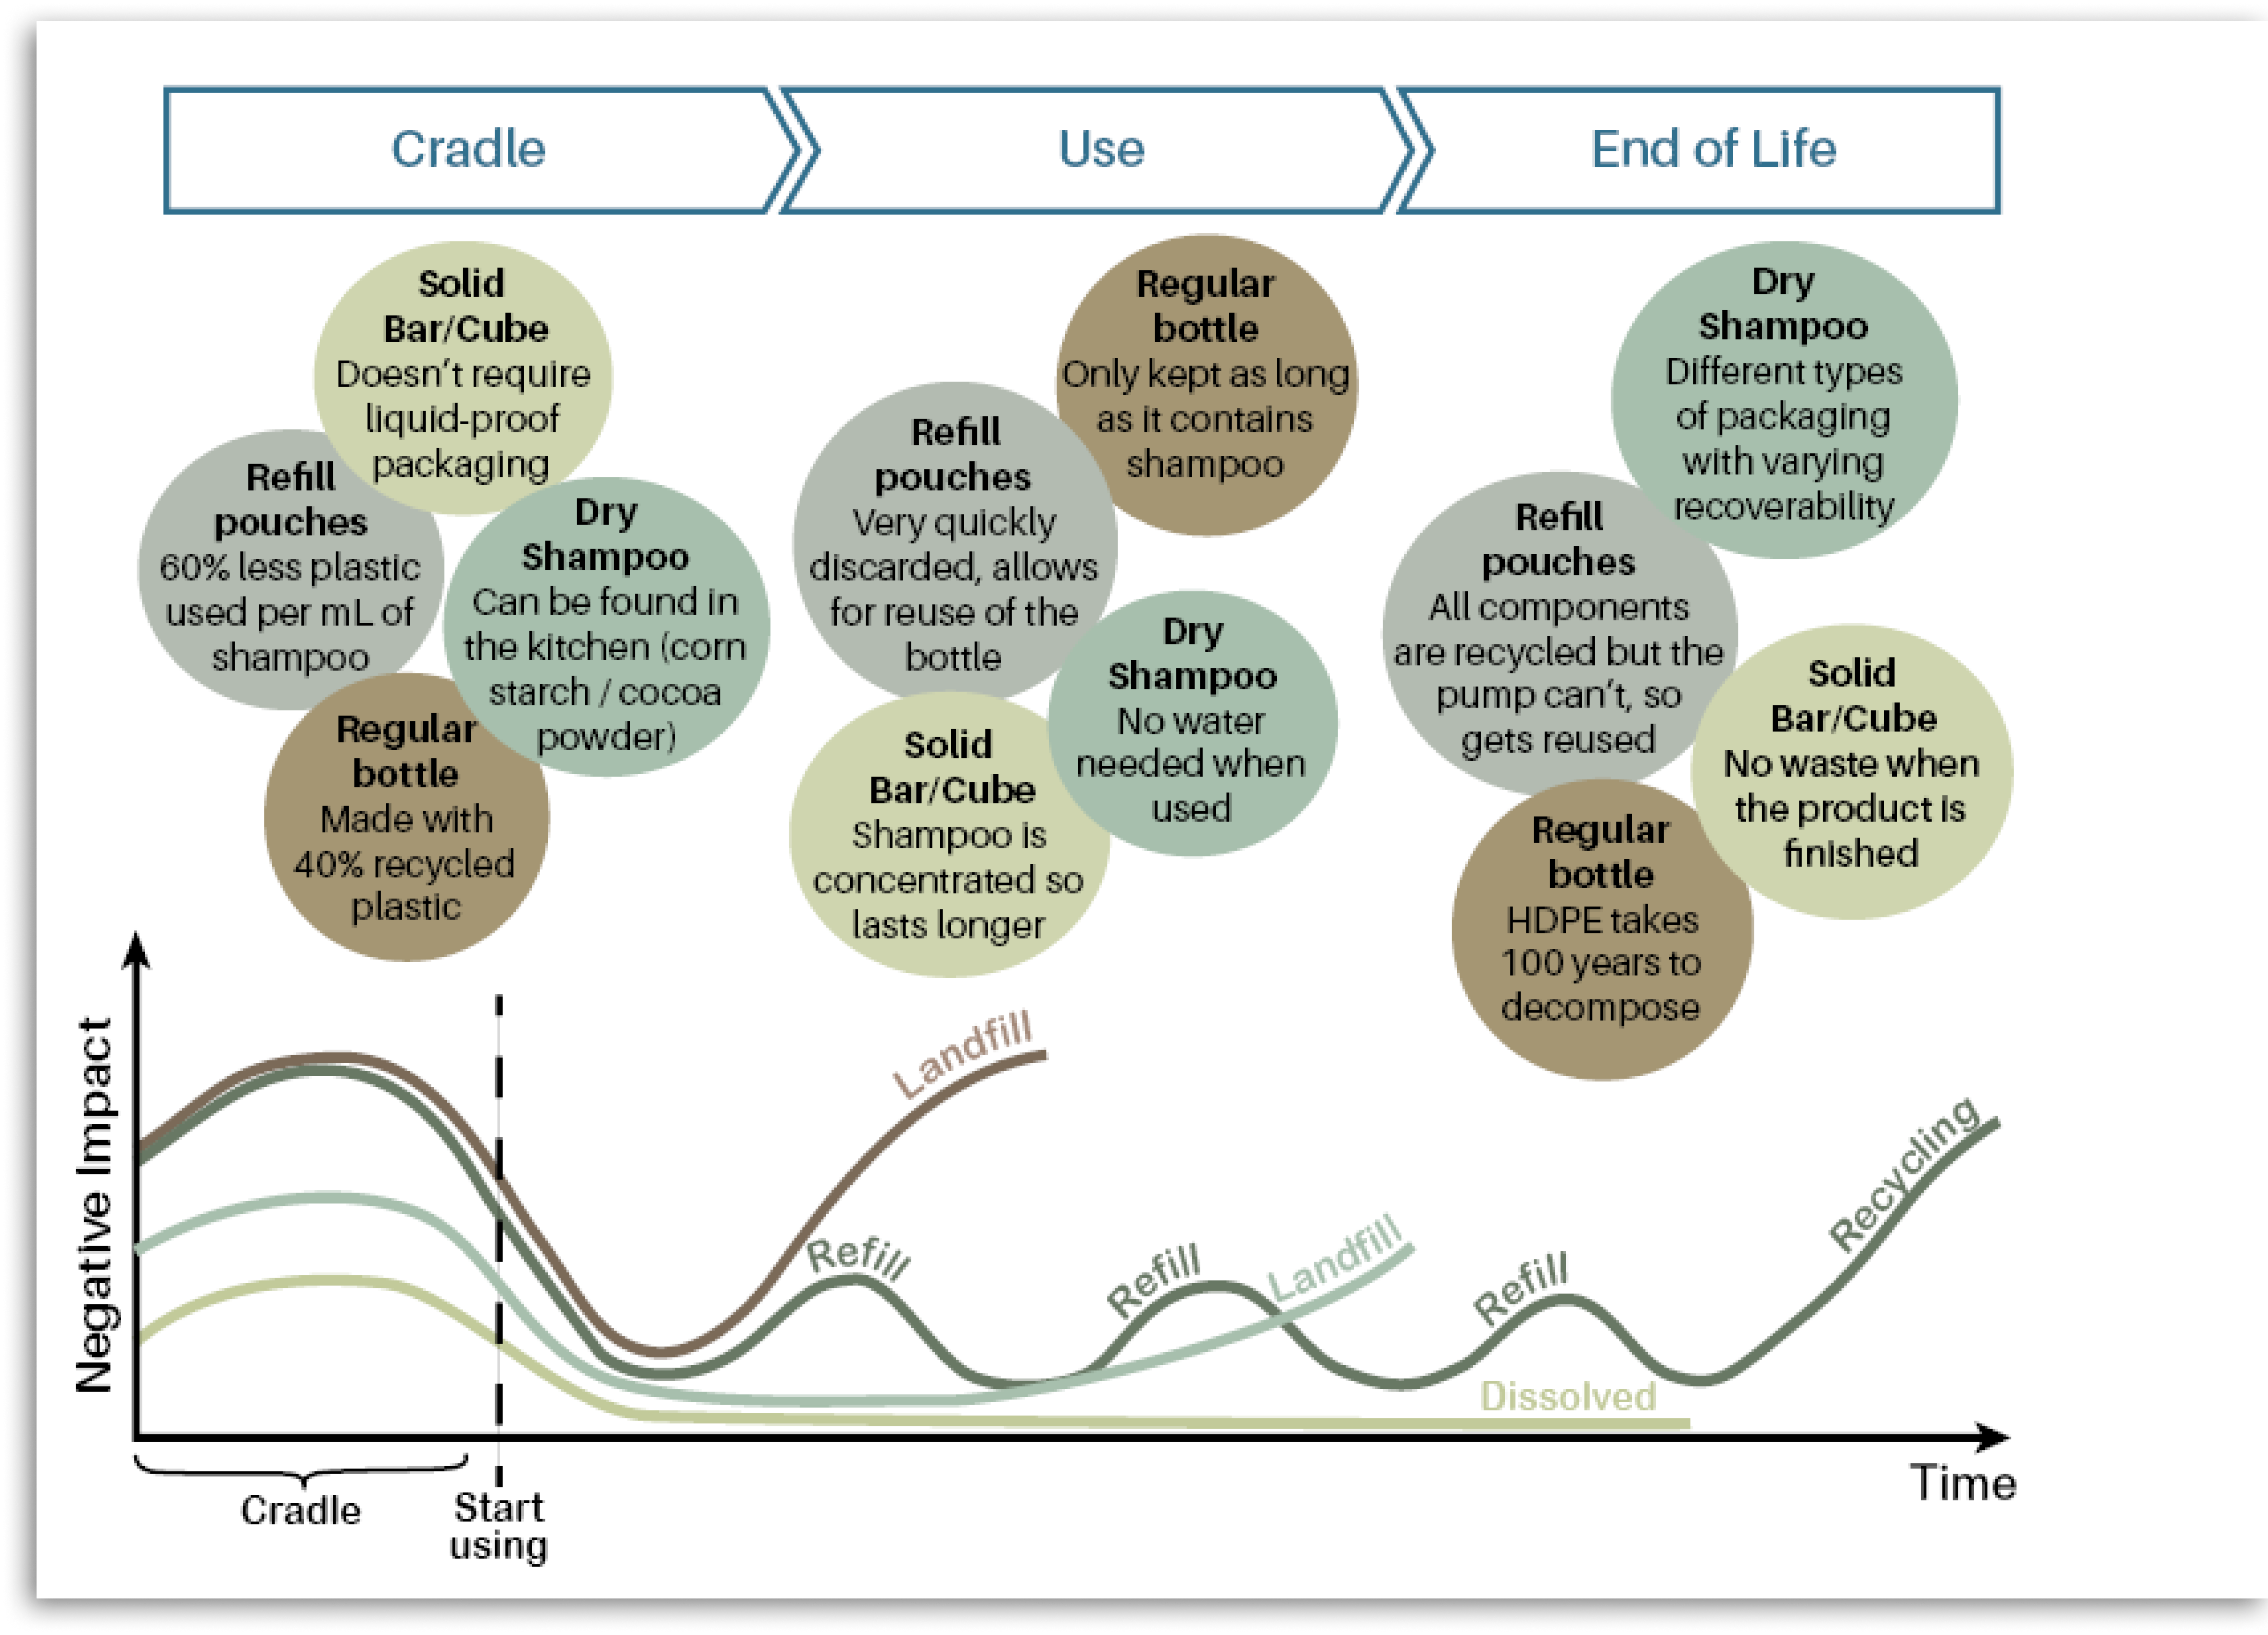 Cradle
Use
End of Life
Solid
Bar/Cube
Doesn’t require
liquid-proof
packaging
Refill
pouches
60% less plastic
used per mL of
shampoo
Dry
Shampoo
Can be found in
the kitchen (corn
starch / cocoa
powder)
Regular
bottle
Made with
40% recycled
plastic
Regular
bottle
Only kept as long
as it contains
shampoo
Refill
pouches
Very quickly
discarded, allows
for reuse of the
bottle
Dry
Shampoo
No water
needed when
used
Solid
Bar/Cube
Shampoo is
concentrated so
lasts longer
Dry
Shampoo
Different types
of packaging
with varying
recoverability
Refill
pouches
All components
are recycled but the
pump can’t, so
gets reused
Solid
Bar/Cube
No waste when
the product is
finished
Regular
bottle
HDPE takes
100 years to
decompose
Negative Impact
Landfill
Refill
Refill
Landfill
Refill
Recycling
Dissolved
Time
Cradle
Start
using